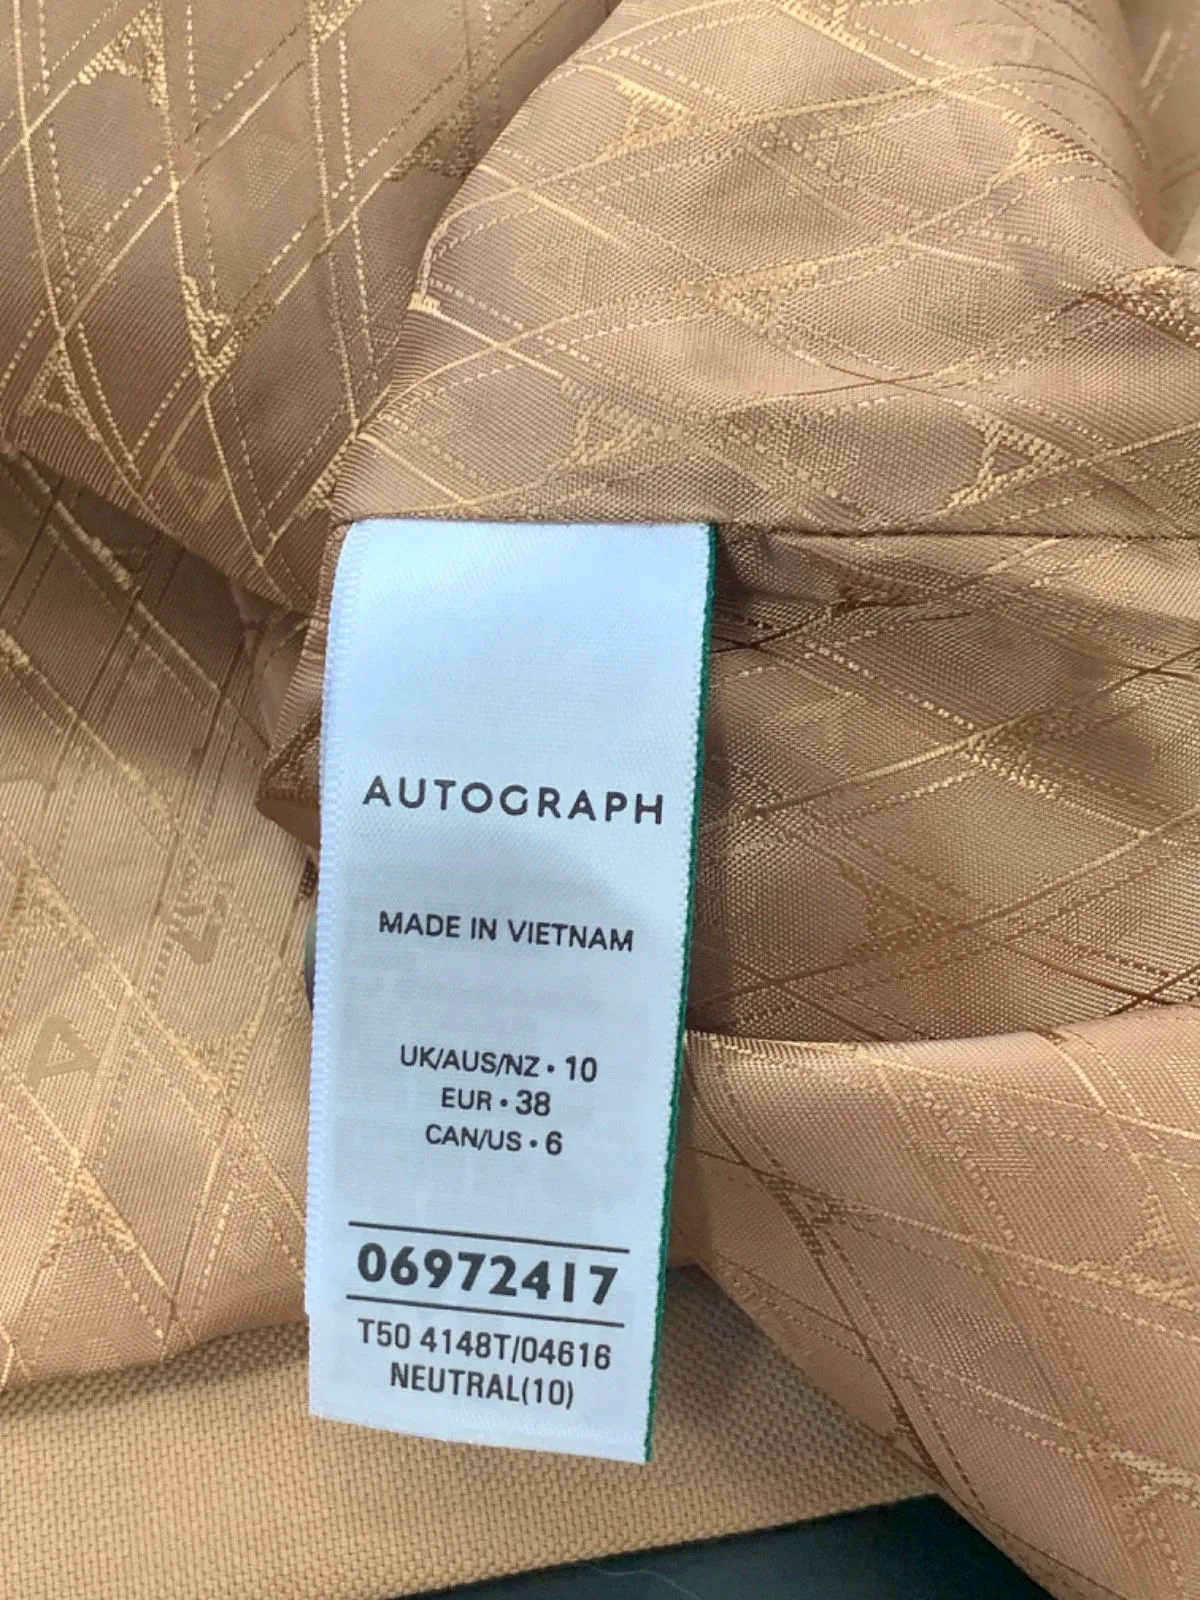 AUTOGRAPH
MADE IN VIETNAM
UK/AUS/NZ • 10
EUR • 38
CAN/US • 6
06972417
T50 4148T/04616
NEUTRAL(10)